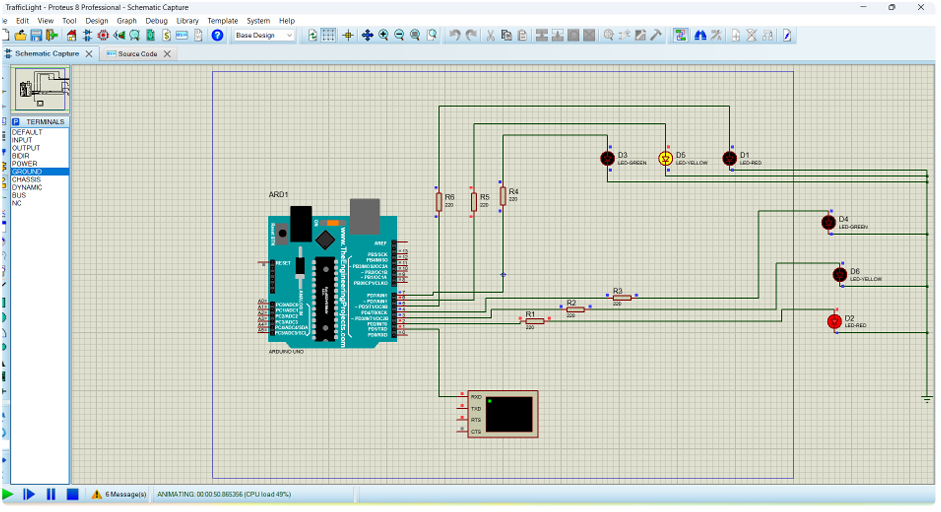 TrafficLight - Proteus 8 Professional - Schematic Capture
Edit View Tool Design Graph Debug Library Template System Help
Base Design
Schematic Capture
Source Code
TERMINALS
DEFAULT
INPUT
OUTPUT
BIDIR
POWER
GROUND
CHASSIS
DYNAMIC
BUS
NC
D3
LED-GREEN
D5
LED-YELLOW
D1
LED-RED
R6
220
R5
220
R4
220
D4
LED-GREEN
D6
LED-YELLOW
D2
LED-RED
R3
220
R2
220
R1
220
ARD1
Reset BTN
ON
www.TheEngineeringProjects.com
AREF
RESET
ARDUINO UNO
RXD
TXD
RTS
CTS
6 Message(s)
ANIMATING: 00:00:50.865356 (CPU load 49%)